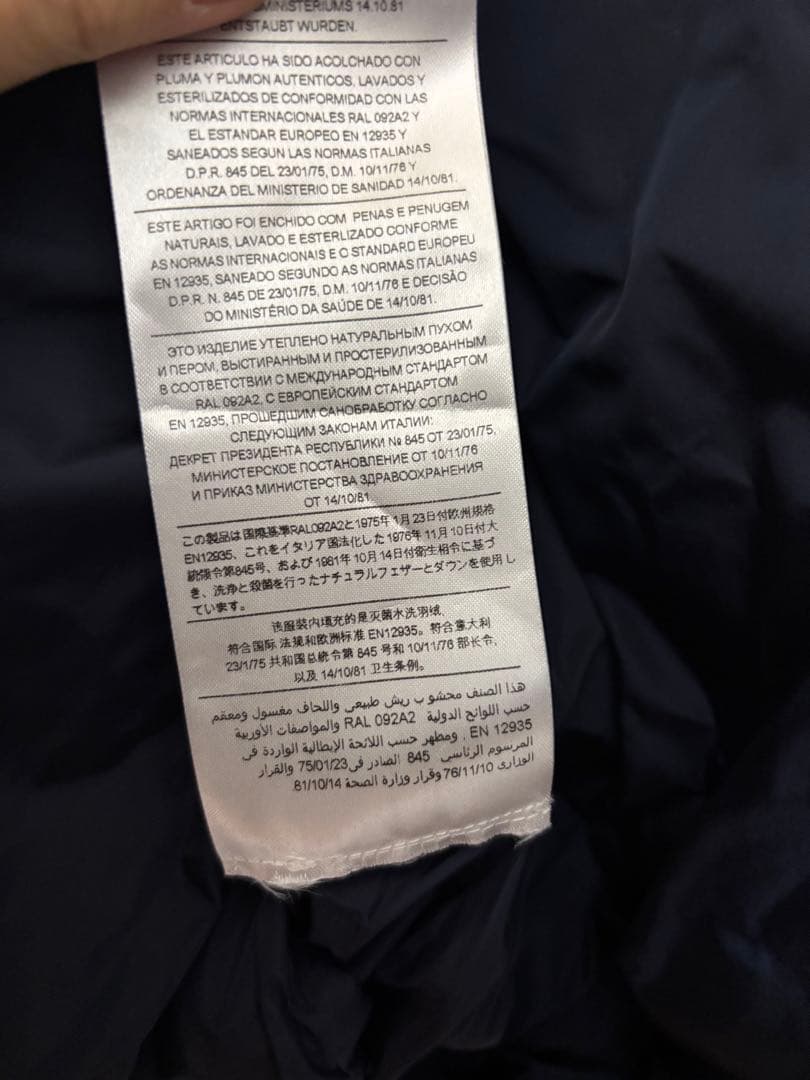 MINISTERIUMS 14.10.81
ENTSTAUBT WURDEN.
ESTE ARTICULO HA SIDO ACOLCHADO CON
PLUMA Y PLUMON AUTENTICOS, LAVADOS Y
ESTERILIZADOS DE CONFORMIDAD CON LAS
NORMAS INTERNACIONALES RAL 092A2 Y
EL ESTANDAR EUROPEO EN 12935 Y
SANEADOS SEGUN LAS NORMAS ITALIANAS
D.P.R. 845 DEL 23/01/75, D.M. 10/11/76 Y
ORDENANZA DEL MINISTERIO DE SANIDAD 14/10/81.
ESTE ARTIGO FOI ENCHIDO COM PENAS E PENUGEM
NATURAIS, LAVADO E ESTERLIZADO CONFORME
AS NORMAS INTERNACIONAIS E O STANDARD EUROPEU
EN 12935, SANEADO SEGUNDO AS NORMAS ITALIANAS
D.P.R. N. 845 DE 23/01/75, D.M. 10/11/76 E DECISÃO
DO MINISTÉRIO DA SAÚDE DE 14/10/81.
ЭТО ИЗДЕЛИЕ УТЕПЛЕНО НАТУРАЛЬНЫМ ПУХОМ
И ПЕРОМ, ВЫСТИРАННЫМ И ПРОСТЕРИЛИЗОВАННЫМ
В СООТВЕТСТВИИ С МЕЖДУНАРОДНЫМ СТАНДАРТОМ
RAL 092A2, С ЕВРОПЕЙСКИМ СТАНДАРТОМ
EN 12935, ПРОШЕДШИМ САНОБРАБОТКУ СОГЛАСНО
СЛЕДУЮЩИМ ЗАКОНАМ ИТАЛИИ:
ДЕКРЕТ ПРЕЗИДЕНТА РЕСПУБЛИКИ № 845 ОТ 23/01/75,
МИНИСТЕРСКОЕ ПОСТАНОВЛЕНИЕ ОТ 10/11/76
И ПРИКАЗ МИНИСТЕРСТВА ЗДРАВООХРАНЕНИЯ
ОТ 14/10/81
この製品は国際基準RAL092A2と1975年1月23日付欧州規格
EN12935、これをイタリア国法化した1976年11月10日付大
統領令第845号、および1981年10月14日付衛生相令に基づ
き、洗浄と殺菌を行ったナチュラルフェザーとダウンを使用し
ています。
该服装内填充的是灭菌水洗羽绒,
符合国际 法规和欧洲标准 EN12935。符合意大利
23/1/75 共和国总统令第 845 号和 10/11/76 部长令,
以及 14/10/81 卫生条例。
هذا الصنف محشو ب ريش طبيعى واللحاف مغسول ومعقم
حسب اللوائح الدولية RAL 092A2 والمواصفات الأوربية
EN 12935 , ومطهر حسب اللائحة الإيطالية الواردة فى
المرسوم الرئاسي 845 الصادر فى 75/01/23 والقرار
الوزارى 76/11/10 وقرار وزارة الصحة 81/10/14.